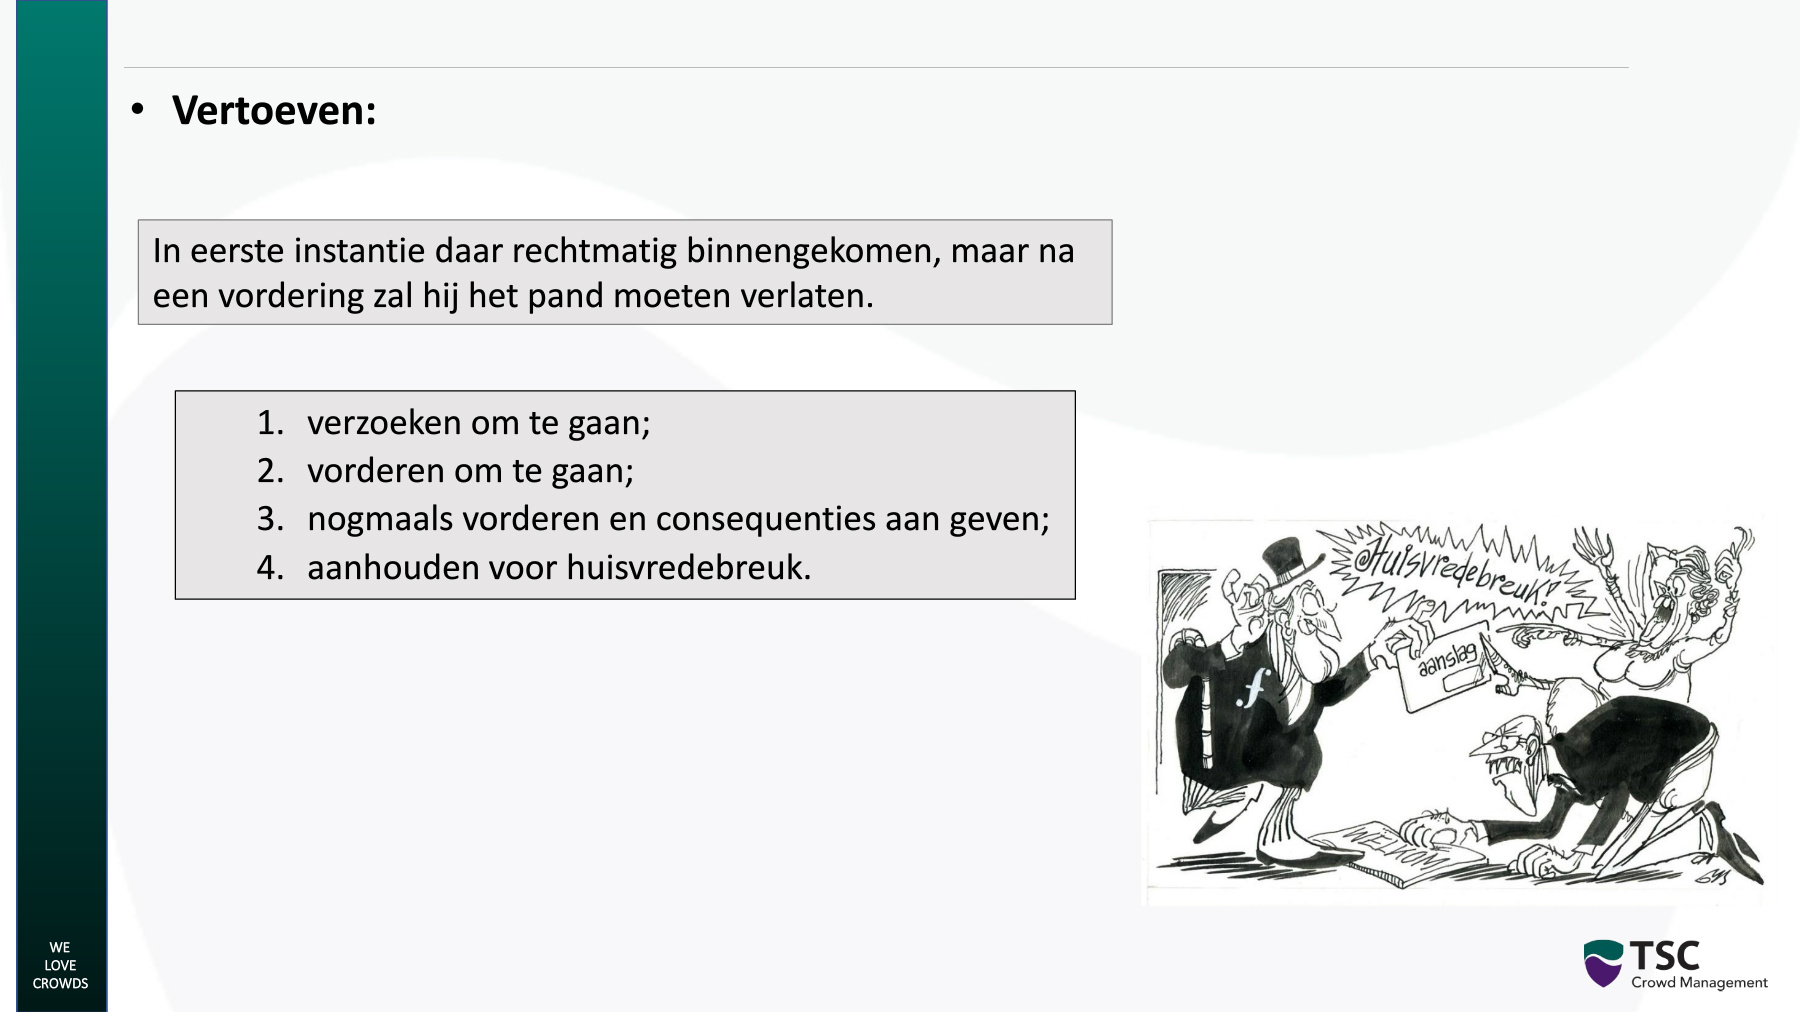 • Vertoeven:
In eerste instantie daar rechtmatig binnengekomen, maar na
een vordering zal hij het pand moeten verlaten.
1. verzoeken om te gaan;
2. vorderen om te gaan;
3. nogmaals vorderen en consequenties aan geven;
4. aanhouden voor huisvredebreuk.
Huisvredebreuk!
aanslag
f
WELKOM
WE
LOVE
CROWDS
TSC
Crowd Management